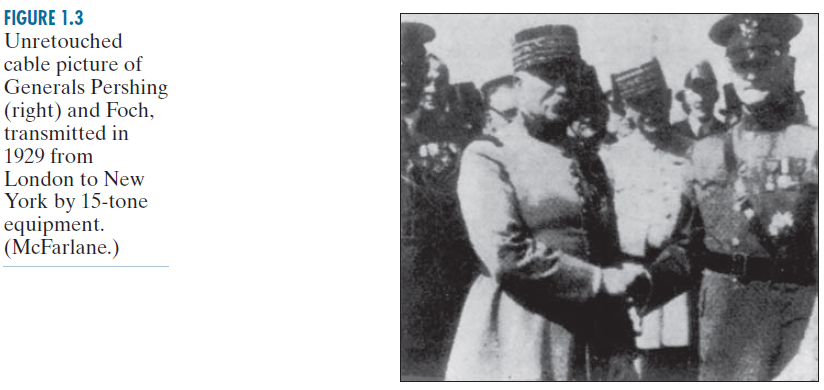 FIGURE 1.3
Unretouched
cable picture of
Generals Pershing
(right) and Foch,
transmitted in
1929 from
London to New
York by 15-tone
equipment.
(McFarlane.)